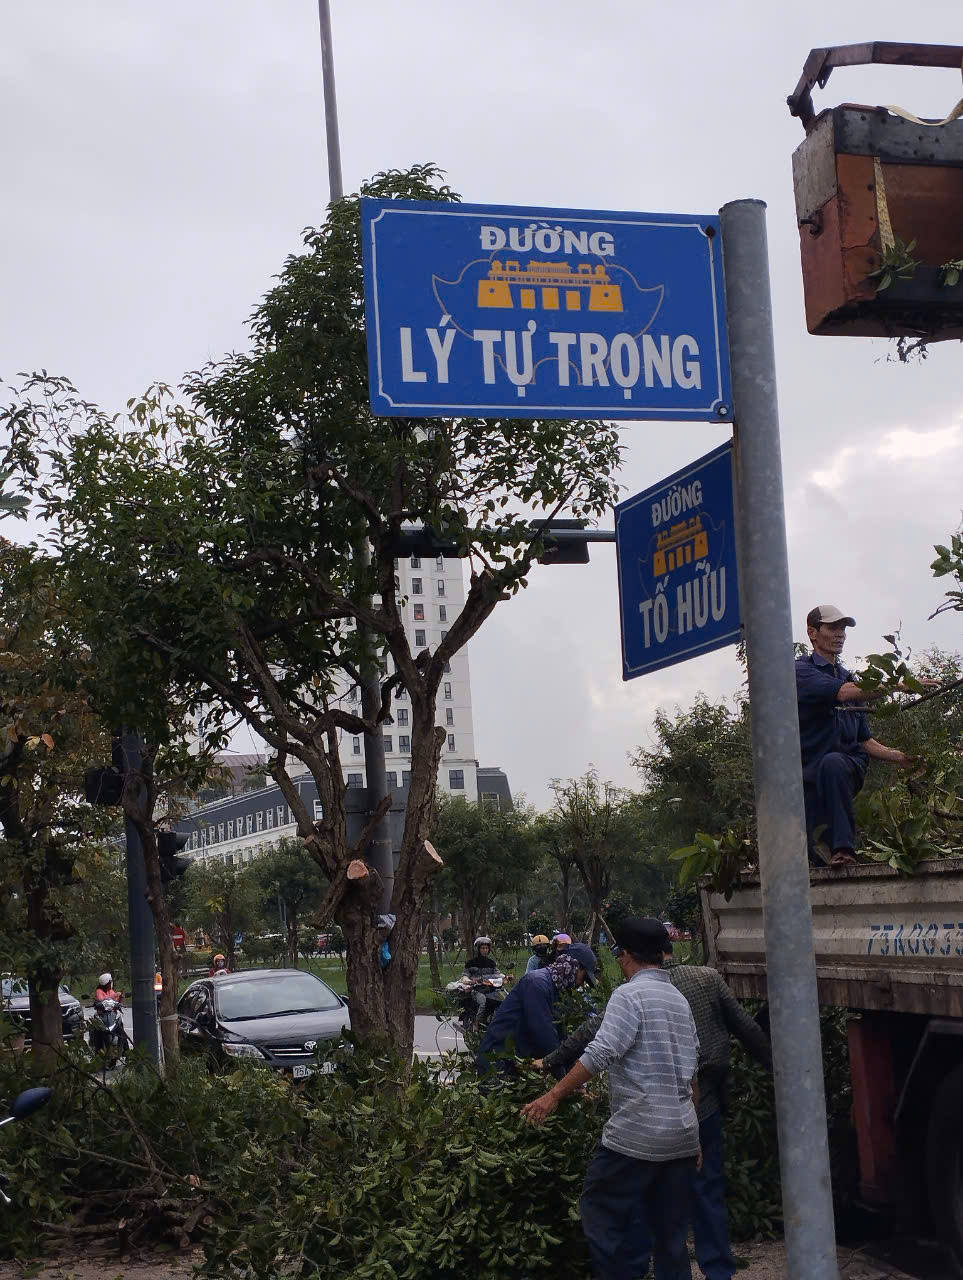 ĐƯỜNG
LÝ TỰ TRỌNG
ĐƯỜNG
TỐ HỮU